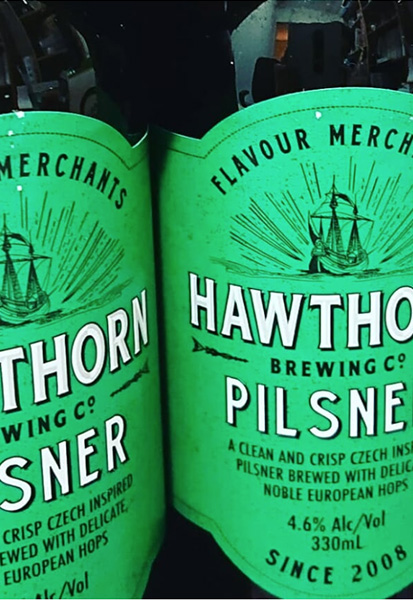 MERCHANTS
THORN
WING Cº
SNER
CRISP CZECH INSPIRED
EWED WITH DELICATE,
EUROPEAN HOPS
Alc/Vol
FLAVOUR MERCH
HAWTHO
BREWING Cº
PILSNE
A CLEAN AND CRISP CZECH INS
PILSNER BREWED WITH DELICA
NOBLE EUROPEAN HOPS
4.6% Alc/Vol
330mL
SINCE 2008